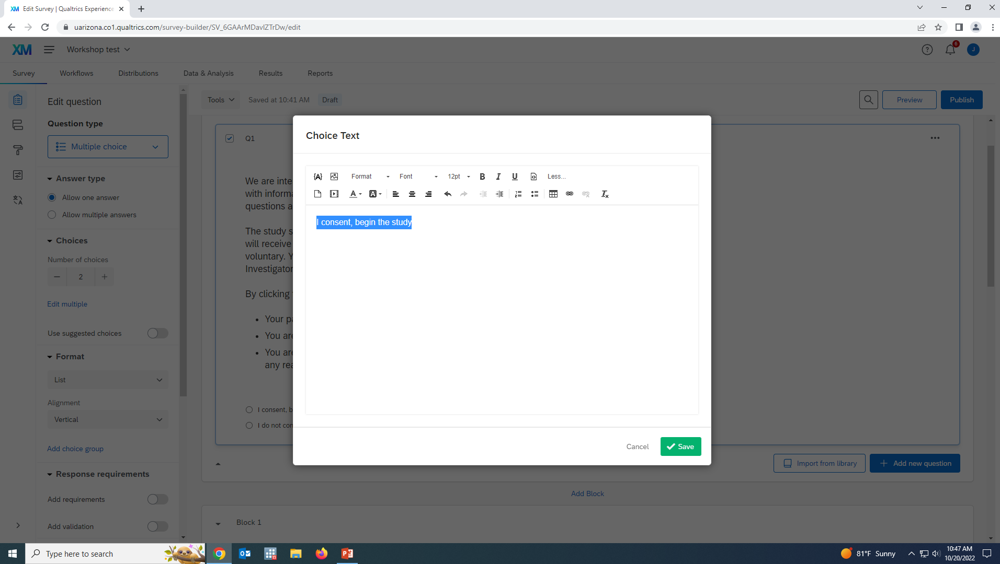 XM Edit Survey | Qualtrics Experience
uarizona.co1.qualtrics.com/survey-builder/SV_6GAArMDavIZTrDw/edit
XM Workshop test 6 J
Survey Workflows Distributions Data & Analysis Results Reports
Edit question
Tools Saved at 10:41 AM Draft Preview Publish
Question type
Multiple choice
Answer type
Allow one answer
Allow multiple answers
Choices
Number of choices
2
Edit multiple
Use suggested choices
Format
List
Alignment
Vertical
Add choice group
Response requirements
Add requirements
Add validation
Q1
We are inte
with informa
questions a
The study s
will receive
voluntary. Y
Investigator
By clicking
Your pa
You are
You are
any rea
I consent, b
I do not con
Choice Text
{A} Format Font 12pt B I U Less...
I consent, begin the study
Cancel Save
Import from library Add new question
Add Block
Block 1
Type here to search
13
81°F Sunny
10:47 AM
10/20/2022